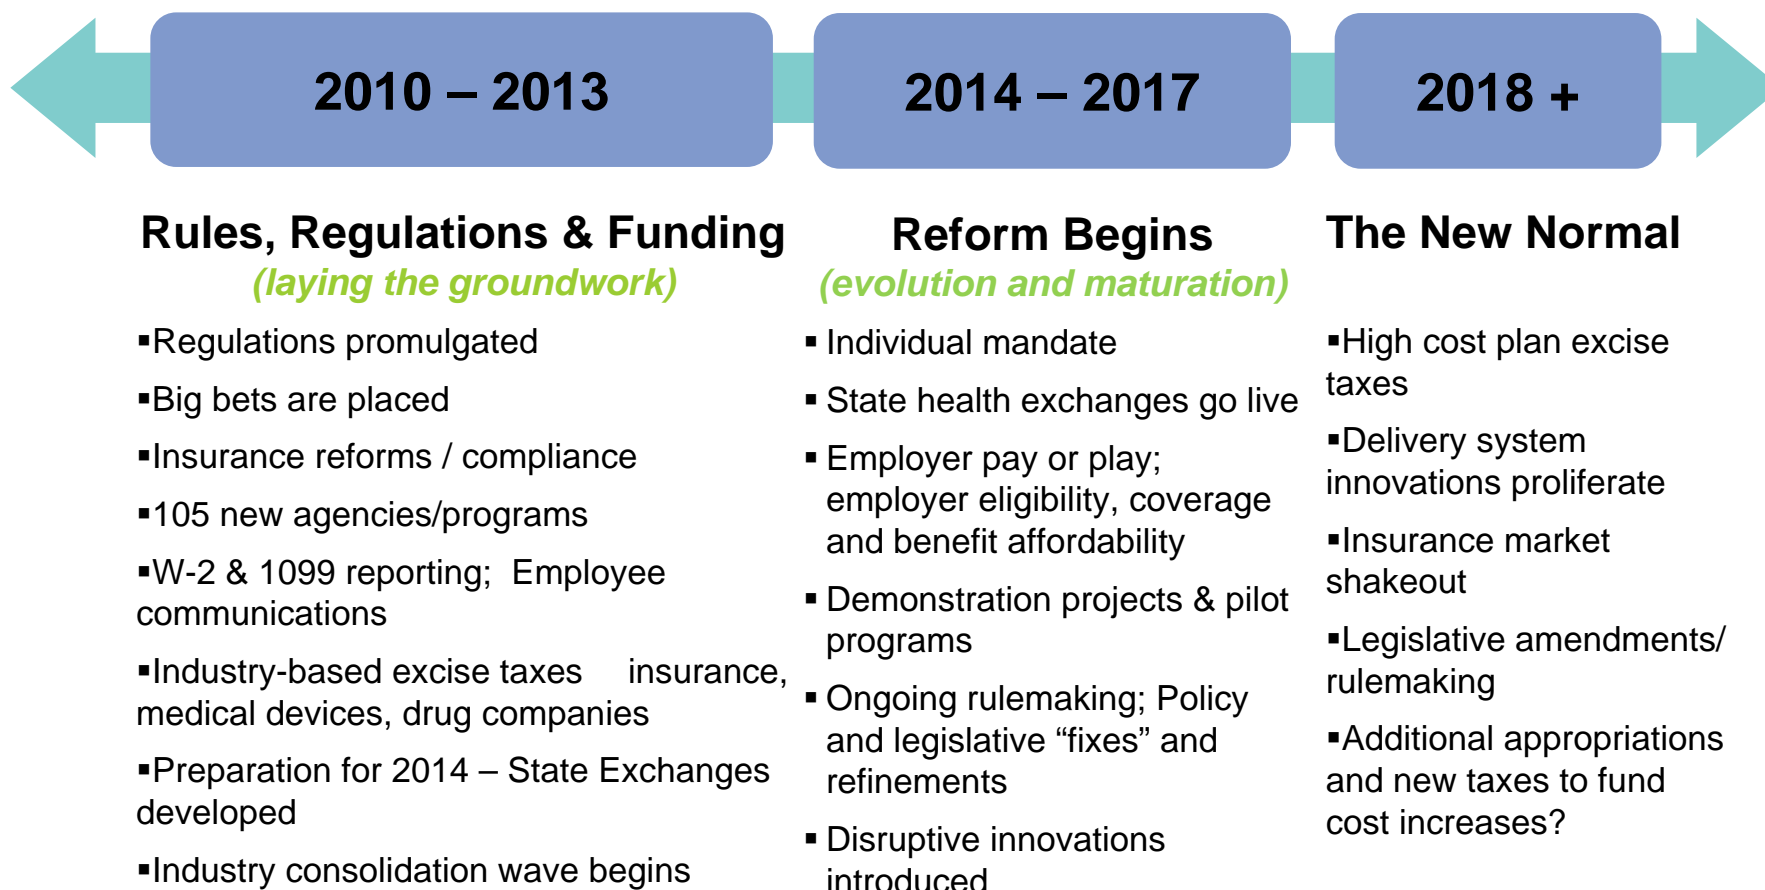 2010 – 2013
2014 – 2017
2018 +
Rules, Regulations & Funding
(laying the groundwork)
▪Regulations promulgated
▪Big bets are placed
▪Insurance reforms / compliance
▪105 new agencies/programs
▪W-2 & 1099 reporting;  Employee
communications
▪Industry-based excise taxes     insurance,
medical devices, drug companies
▪Preparation for 2014 – State Exchanges
developed
▪Industry consolidation wave begins
Reform Begins
(evolution and maturation)
▪ Individual mandate
▪ State health exchanges go live
▪ Employer pay or play;
employer eligibility, coverage
and benefit affordability
▪ Demonstration projects & pilot
programs
▪ Ongoing rulemaking; Policy
and legislative “fixes” and
refinements
▪ Disruptive innovations
introduced
The New Normal
▪High cost plan excise
taxes
▪Delivery system
innovations proliferate
▪Insurance market
shakeout
▪Legislative amendments/
rulemaking
▪Additional appropriations
and new taxes to fund
cost increases?